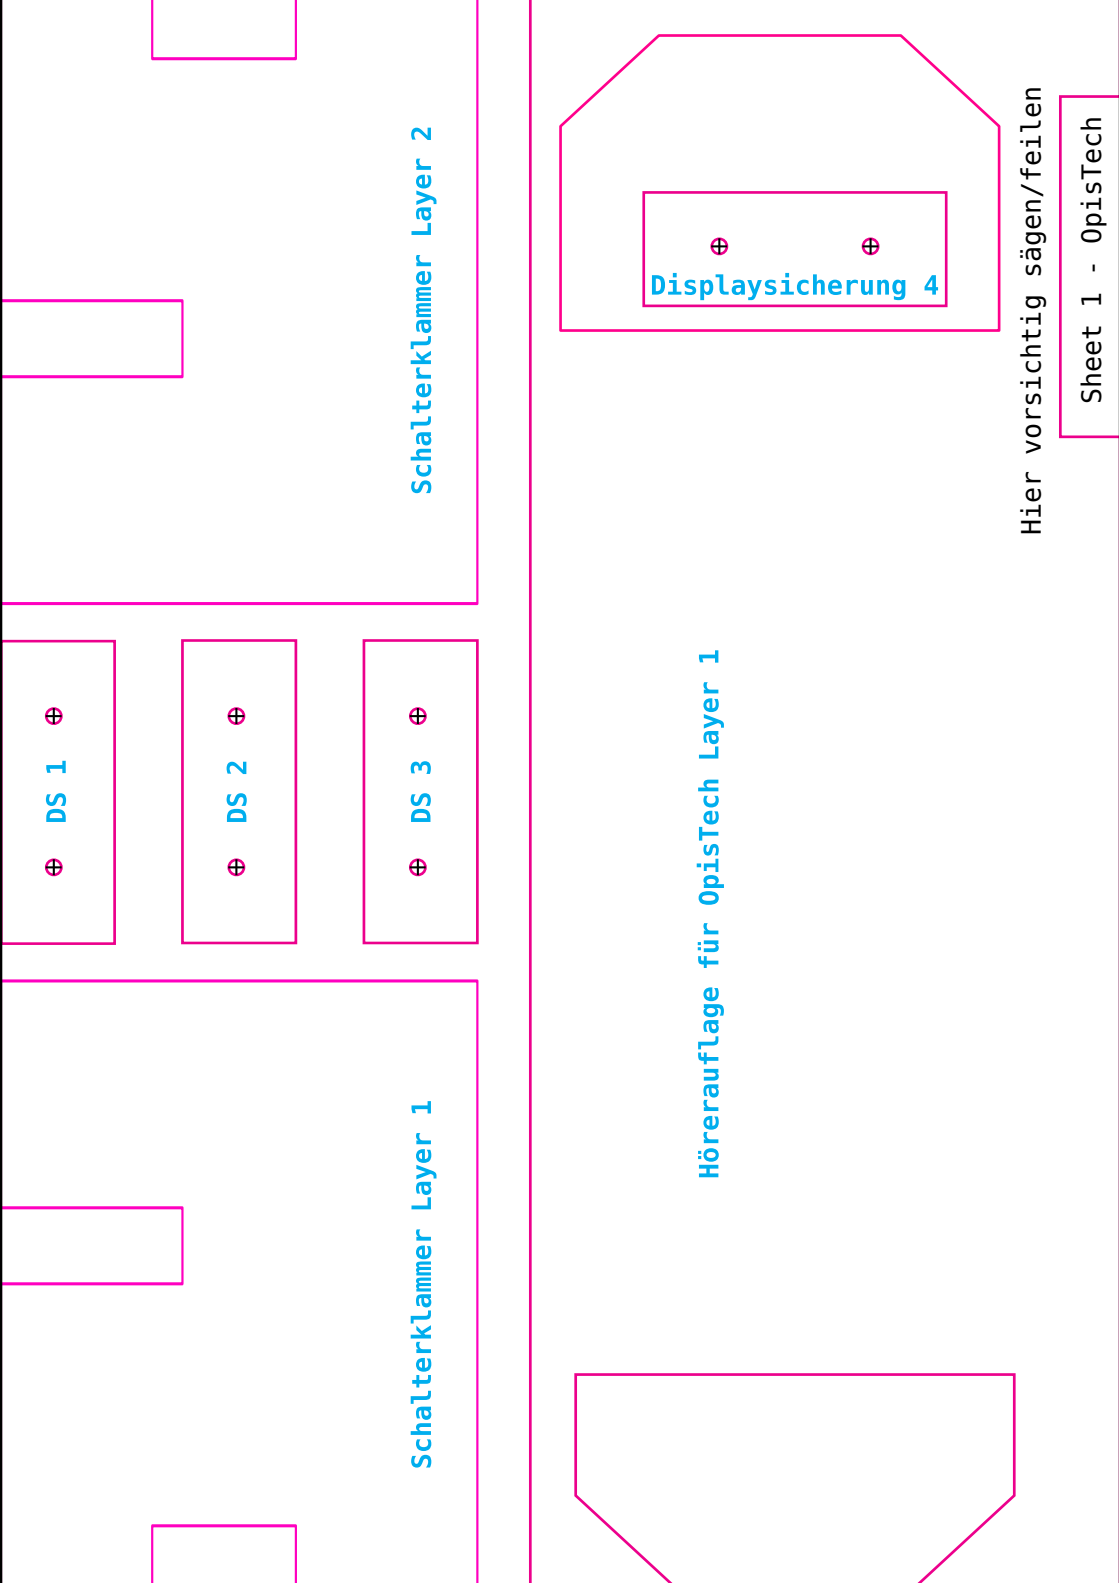 Schalterklammer Layer 2
Displaysicherung 4
Hier vorsichtig sägen/feilen
Sheet 1 - OpisTech
DS 1
DS 2
DS 3
Hörerauflage für OpisTech Layer 1
Schalterklammer Layer 1